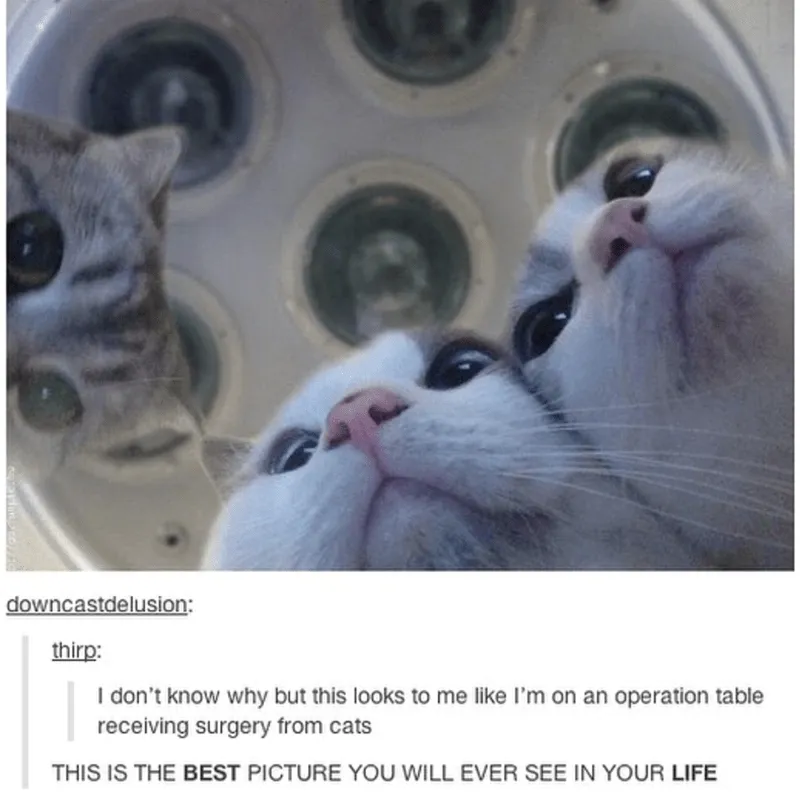 downcastdelusion:
thirp:
I don't know why but this looks to me like I'm on an operation table
receiving surgery from cats
THIS IS THE BEST PICTURE YOU WILL EVER SEE IN YOUR LIFE